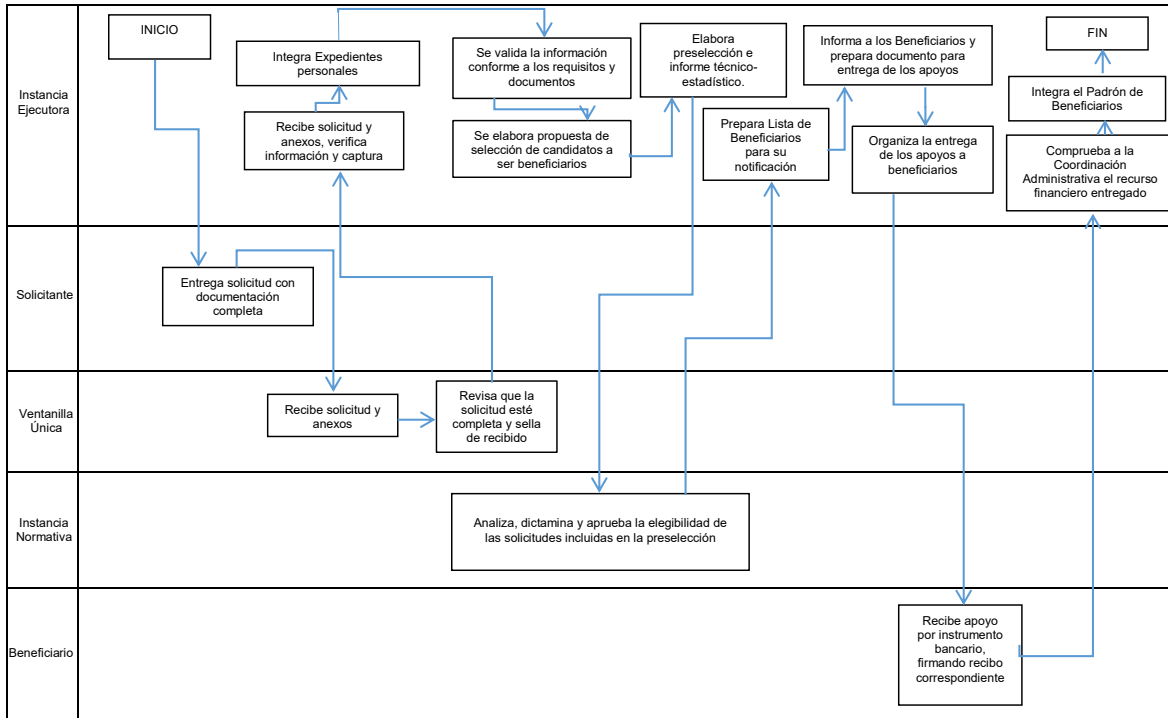 Instancia
Ejecutora
INICIO
Integra Expedientes
personales
Recibe solicitud y
anexos, verifica
información y captura
Se valida la información
conforme a los requisitos y
documentos
Se elabora propuesta de
selección de candidatos a
ser beneficiarios
Elabora
preselección e
informe técnico-
estadístico.
Prepara Lista de
Beneficiarios
para su
notificación
Informa a los Beneficiarios y
prepara documento para
entrega de los apoyos
Organiza la entrega
de los apoyos a
beneficiarios
FIN
Integra el Padrón de
Beneficiarios
Comprueba a la
Coordinación
Administrativa el recurso
financiero entregado
Solicitante
Entrega solicitud con
documentación
completa
Ventanilla
Única
Recibe solicitud y
anexos
Revisa que la
solicitud esté
completa y sella
de recibido
Instancia
Normativa
Analiza, dictamina y aprueba la elegibilidad de
las solicitudes incluidas en la preselección
Beneficiario
Recibe apoyo
por instrumento
bancario,
firmando recibo
correspondiente